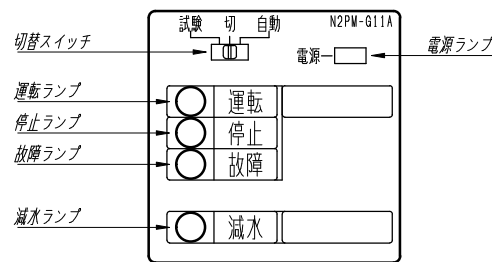 試験 切 自動 N2PM-G11A
切替スイッチ
電源 電源ランプ
運転ランプ 運転
停止ランプ 停止
故障ランプ 故障
減水ランプ 減水